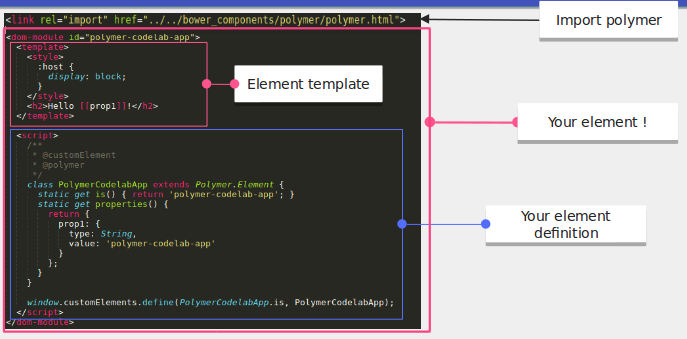 <link rel="import" href="../../bower_components/polymer/polymer.html">
Import polymer
<dom-module id="polymer-codelab-app">
<template>
<style>
:host {
display: block;
}
</style>
<h2>Hello [[prop1]]!</h2>
</template>
Element template
Your element !
<script>
/**
* @customElement
* @polymer
*/
class PolymerCodelabApp extends Polymer.Element {
static get is() { return 'polymer-codelab-app'; }
static get properties() {
return {
prop1: {
type: String,
value: 'polymer-codelab-app'
}
};
}
}
window.customElements.define(PolymerCodelabApp.is, PolymerCodelabApp);
</script>
</dom-module>
Your element
definition